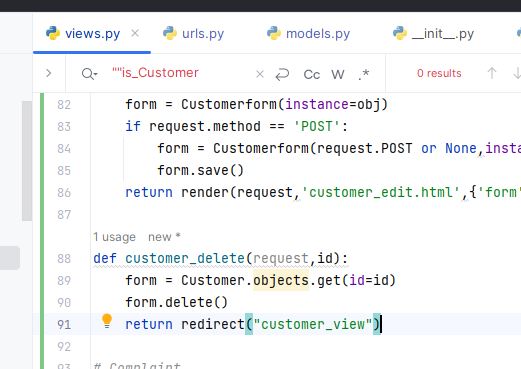 views.py urls.py models.py __init__.py
""is_Customer Cc W .* 0 results
82 form = Customerform(instance=obj)
83 if request.method == 'POST':
84 form = Customerform(request.POST or None,insta
85 form.save()
86 return render(request,'customer_edit.html',{'form'
87
1 usage new *
88 def customer_delete(request,id):
89 form = Customer.objects.get(id=id)
90 form.delete()
91 return redirect("customer_view")
92
93 # Complaint